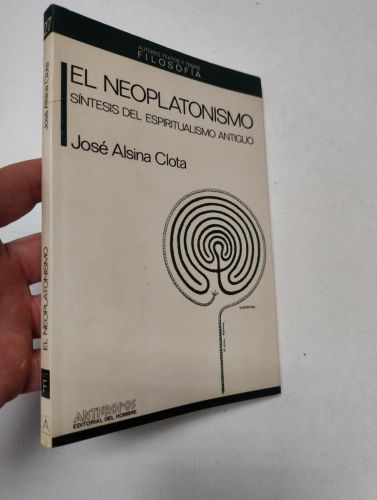 AUTORES, TEXTOS Y TEMAS
FILOSOFÍA
EL NEOPLATONISMO
SÍNTESIS DEL ESPIRITUALISMO ANTIGUO
José Alsina Clota
ANTHROPOS
EDITORIAL DEL HOMBRE
27
José Alsina Clota
EL NEOPLATONISMO
A